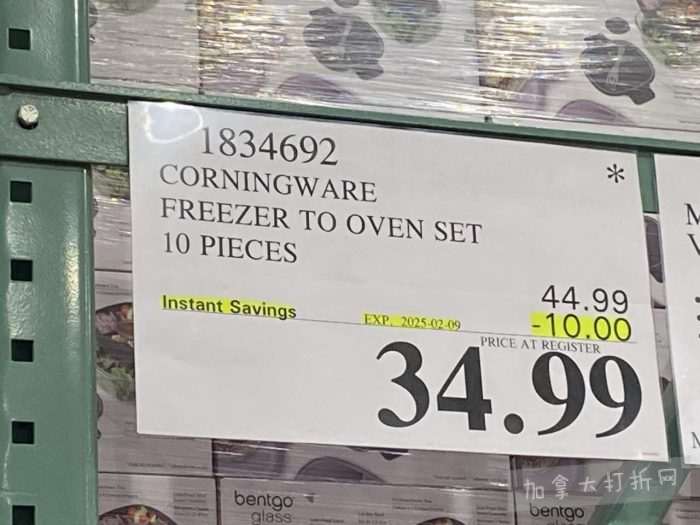 1834692
*
CORNINGWARE
FREEZER TO OVEN SET
10 PIECES
44.99
Instant Savings EXP. 2025-02-09 -10.00
PRICE AT REGISTER
34.99
M
bentgo
glass
bentgo
加拿大打折网